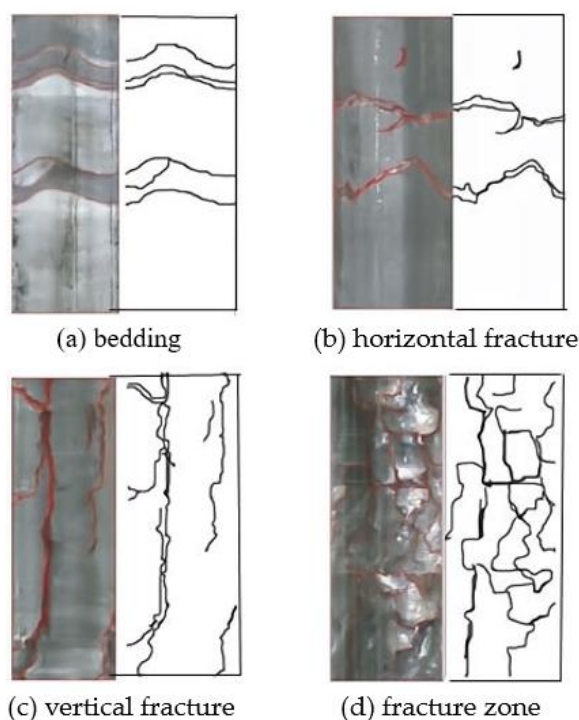 (a) bedding
(b) horizontal fracture
(c) vertical fracture
(d) fracture zone